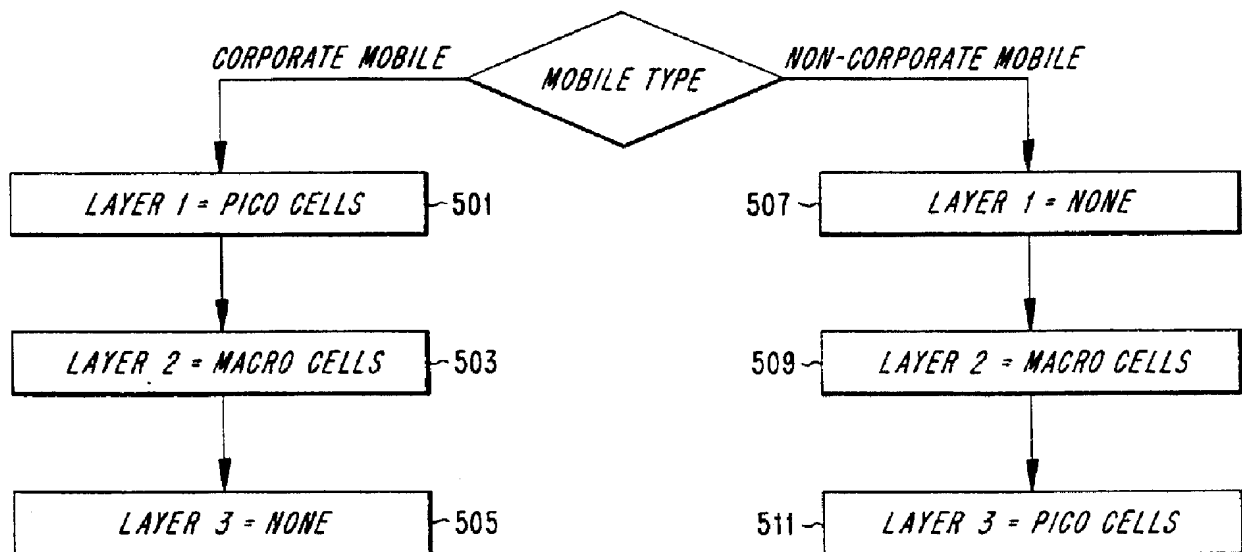 CORPORATE MOBILE
MOBILE TYPE
NON-CORPORATE MOBILE
LAYER 1 = PICO CELLS
501
507
LAYER 1 = NONE
LAYER 2 = MACRO CELLS
503
509
LAYER 2 = MACRO CELLS
LAYER 3 = NONE
505
511
LAYER 3 = PICO CELLS